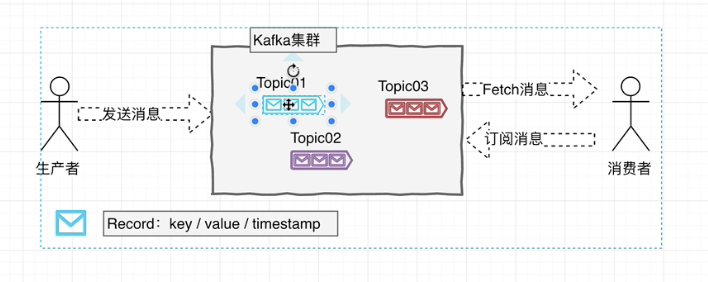 Kafka集群
Topic01
Topic03
Fetch消息
发送消息
Topic02
订阅消息
生产者
消费者
Record：key / value / timestamp